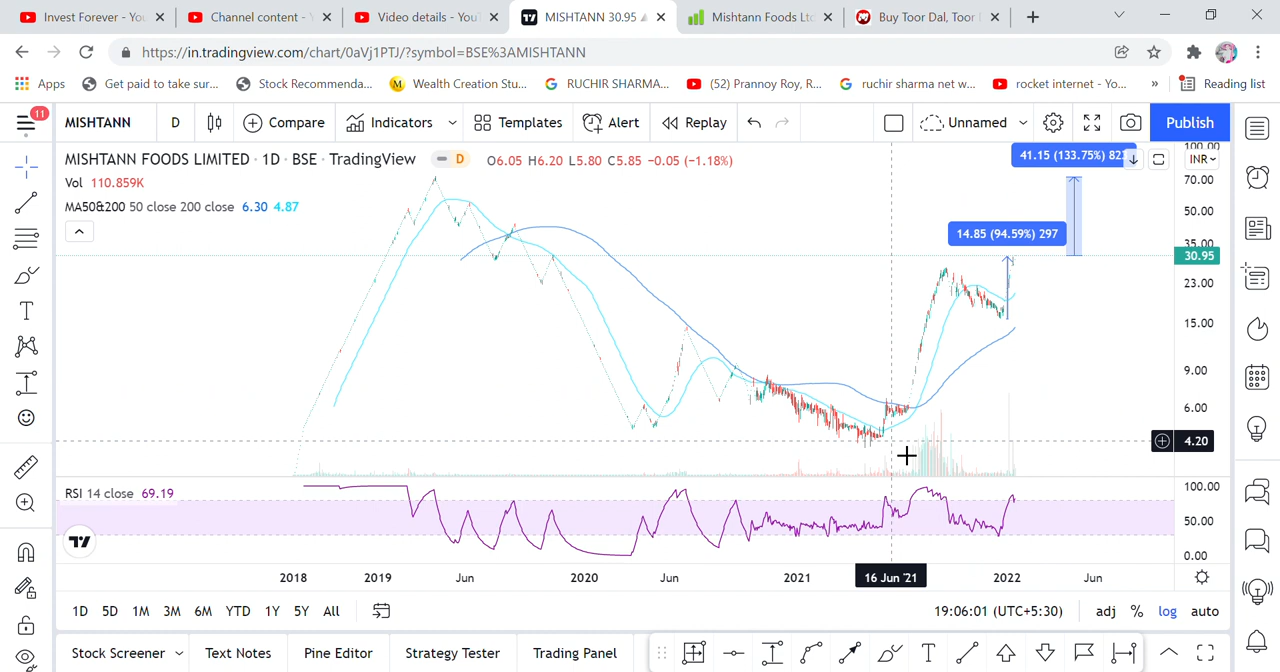 Invest Forever - You
Channel content -
Video details - You
MISHTANN 30.95
Mishtann Foods Ltd
Buy Toor Dal, Toor
https://in.tradingview.com/chart/0aVj1PTJ/?symbol=BSE%3AMISHTANN
Apps
Get paid to take sur...
Stock Recommenda...
M
Wealth Creation Stu...
G
RUCHIR SHARMA...
(52) Prannoy Roy, R...
G
ruchir sharma net w...
rocket internet - Yo...
»
Reading list
11
MISHTANN
D
Compare
Indicators
Templates
Alert
Replay
Unnamed
Publish
MISHTANN FOODS LIMITED · 1D · BSE · TradingView
D
O6.05 H6.20 L5.80 C5.85 −0.05 (−1.18%)
Vol 110.859K
MA50&200 50 close 200 close 6.30 4.87
41.15 (133.75%)
14.85 (94.59%) 297
INR
100.00
70.00
50.00
35.00
30.95
23.00
15.00
9.00
6.00
4.20
RSI 14 close 69.19
100.00
50.00
0.00
2018
2019
Jun
2020
Jun
2021
16 Jun '21
2022
Jun
1D
5D
1M
3M
6M
YTD
1Y
5Y
All
19:06:01 (UTC+5:30)
adj
%
log
auto
Stock Screener
Text Notes
Pine Editor
Strategy Tester
Trading Panel